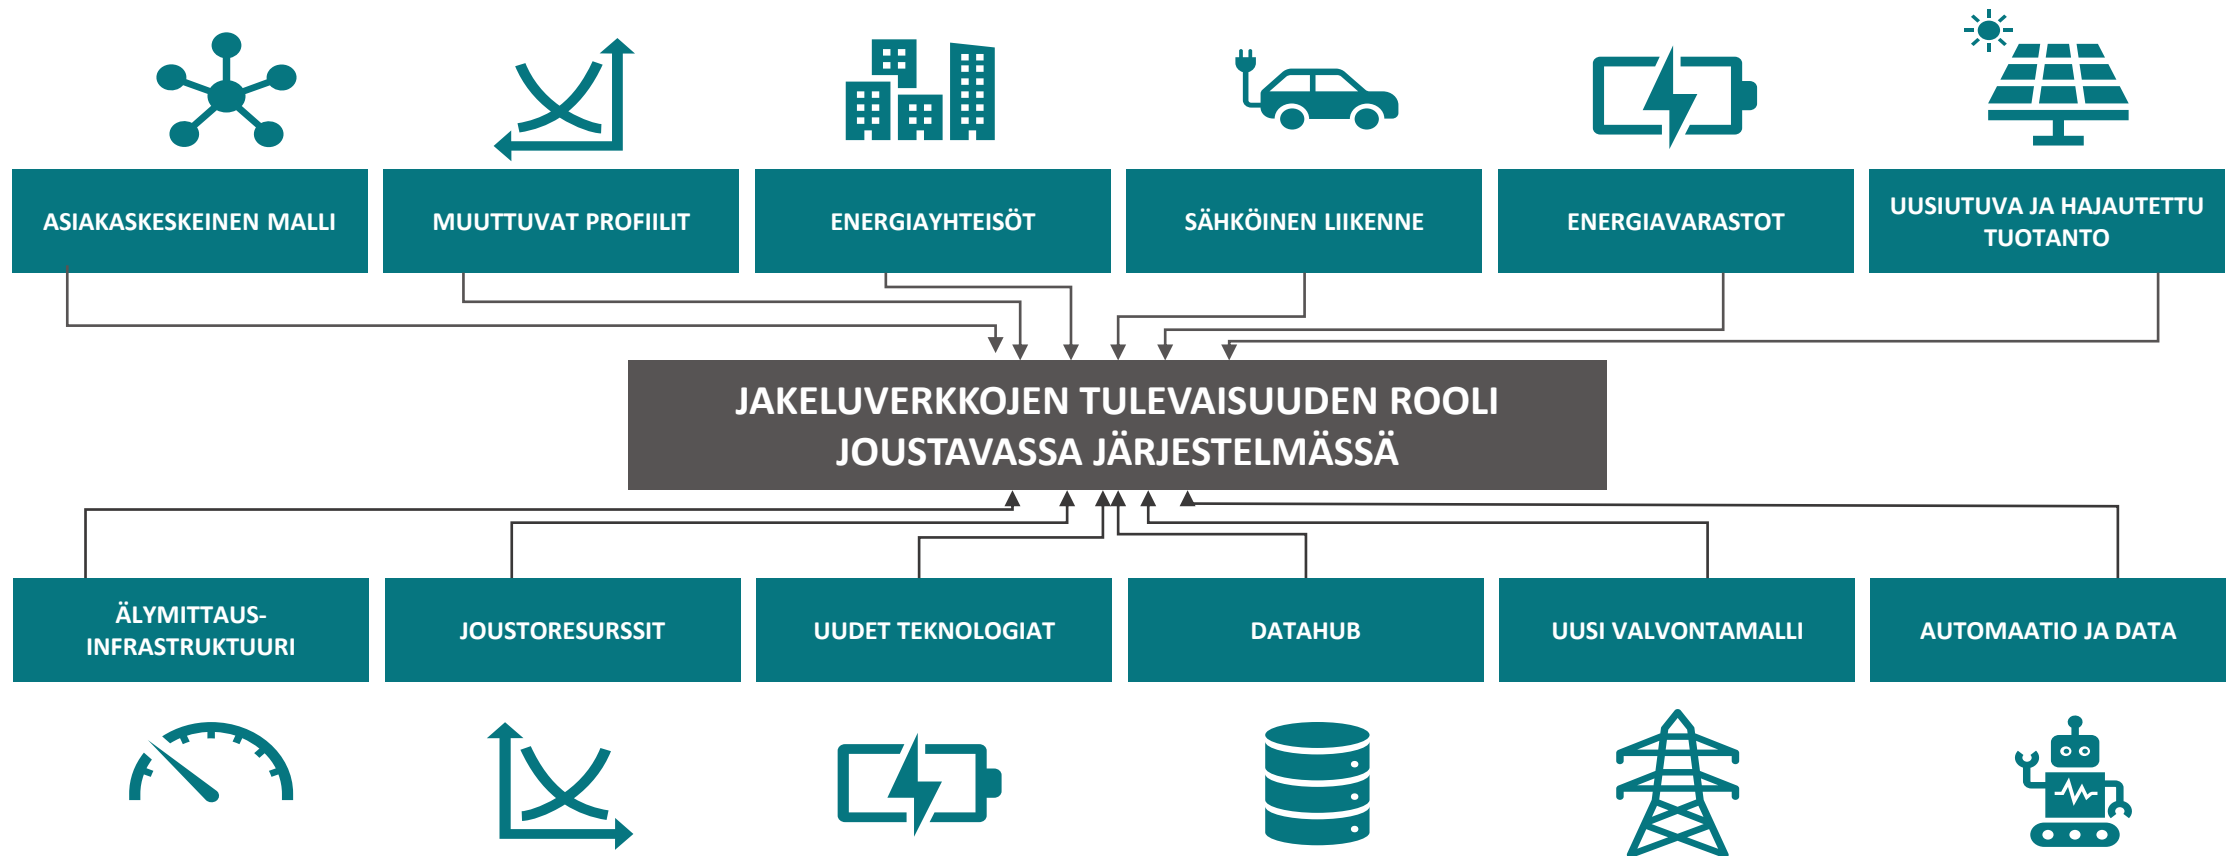 ASIAKASKESKEINEN MALLI
MUUTTUVAT PROFIILIT
ENERGIAYHTEISÖT
SÄHKÖINEN LIIKENNE
ENERGIAVARASTOT
UUSIUTUVA JA HAJAUTETTU
TUOTANTO
JAKELUVERKKOJEN TULEVAISUUDEN ROOLI
JOUSTAVASSA JÄRJESTELMÄSSÄ
ÄLYMITTAUS-
INFRASTRUKTUURI
JOUSTORESURSSIT
UUDET TEKNOLOGIAT
DATAHUB
UUSI VALVONTAMALLI
AUTOMAATIO JA DATA